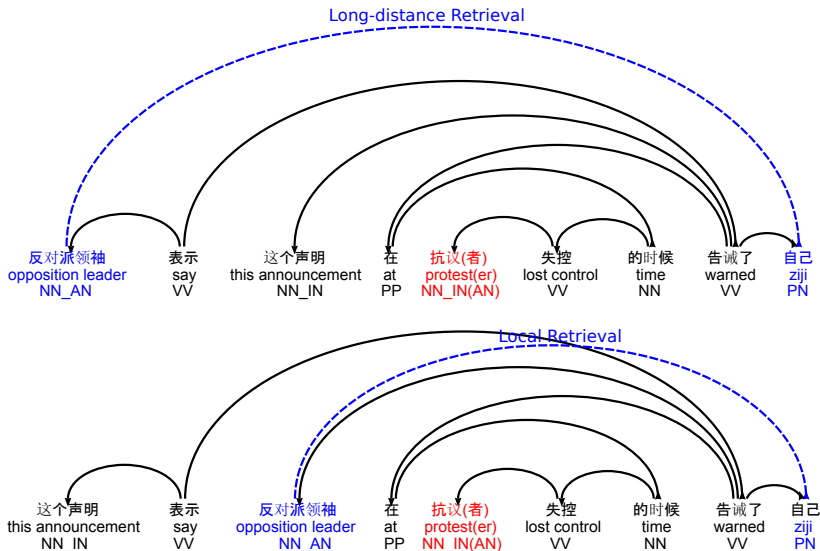 Long-distance Retrieval
反对派领袖 表示 这个声明 在 抗议(者) 失控 的时候 告诫了 自己
opposition leader say this announcement at protest(er) lost control time warned ziji
NN_AN VV NN_IN PP NN_IN(AN) VV NN VV PN
Local Retrieval
这个声明 表示 反对派领袖 在 抗议(者) 失控 的时候 告诫了 自己
this announcement say opposition leader at protest(er) lost control time warned ziji
NN_IN VV NN_AN PP NN_IN(AN) VV NN VV PN